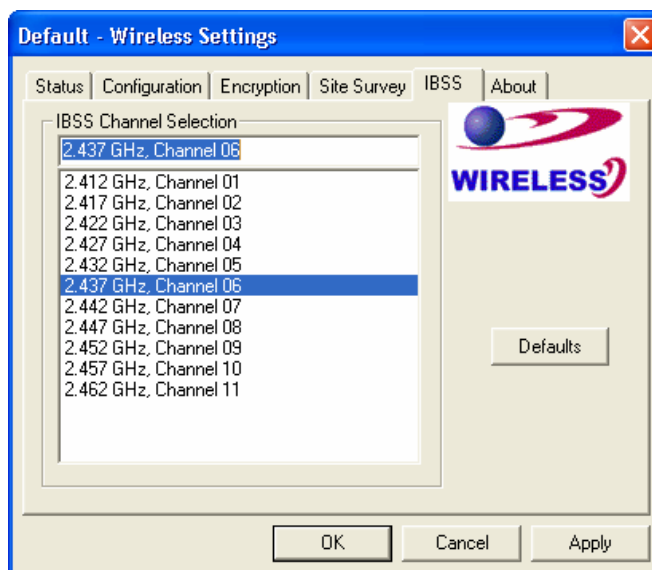 Default - Wireless Settings
Status
Configuration
Encryption
Site Survey
IBSS
About
IBSS Channel Selection
2.437 GHz, Channel 06
2.412 GHz, Channel 01
2.417 GHz, Channel 02
2.422 GHz, Channel 03
2.427 GHz, Channel 04
2.432 GHz, Channel 05
2.437 GHz, Channel 06
2.442 GHz, Channel 07
2.447 GHz, Channel 08
2.452 GHz, Channel 09
2.457 GHz, Channel 10
2.462 GHz, Channel 11
WIRELESS
Defaults
OK
Cancel
Apply